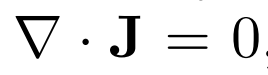 ∇ · 𝐉 = 0,